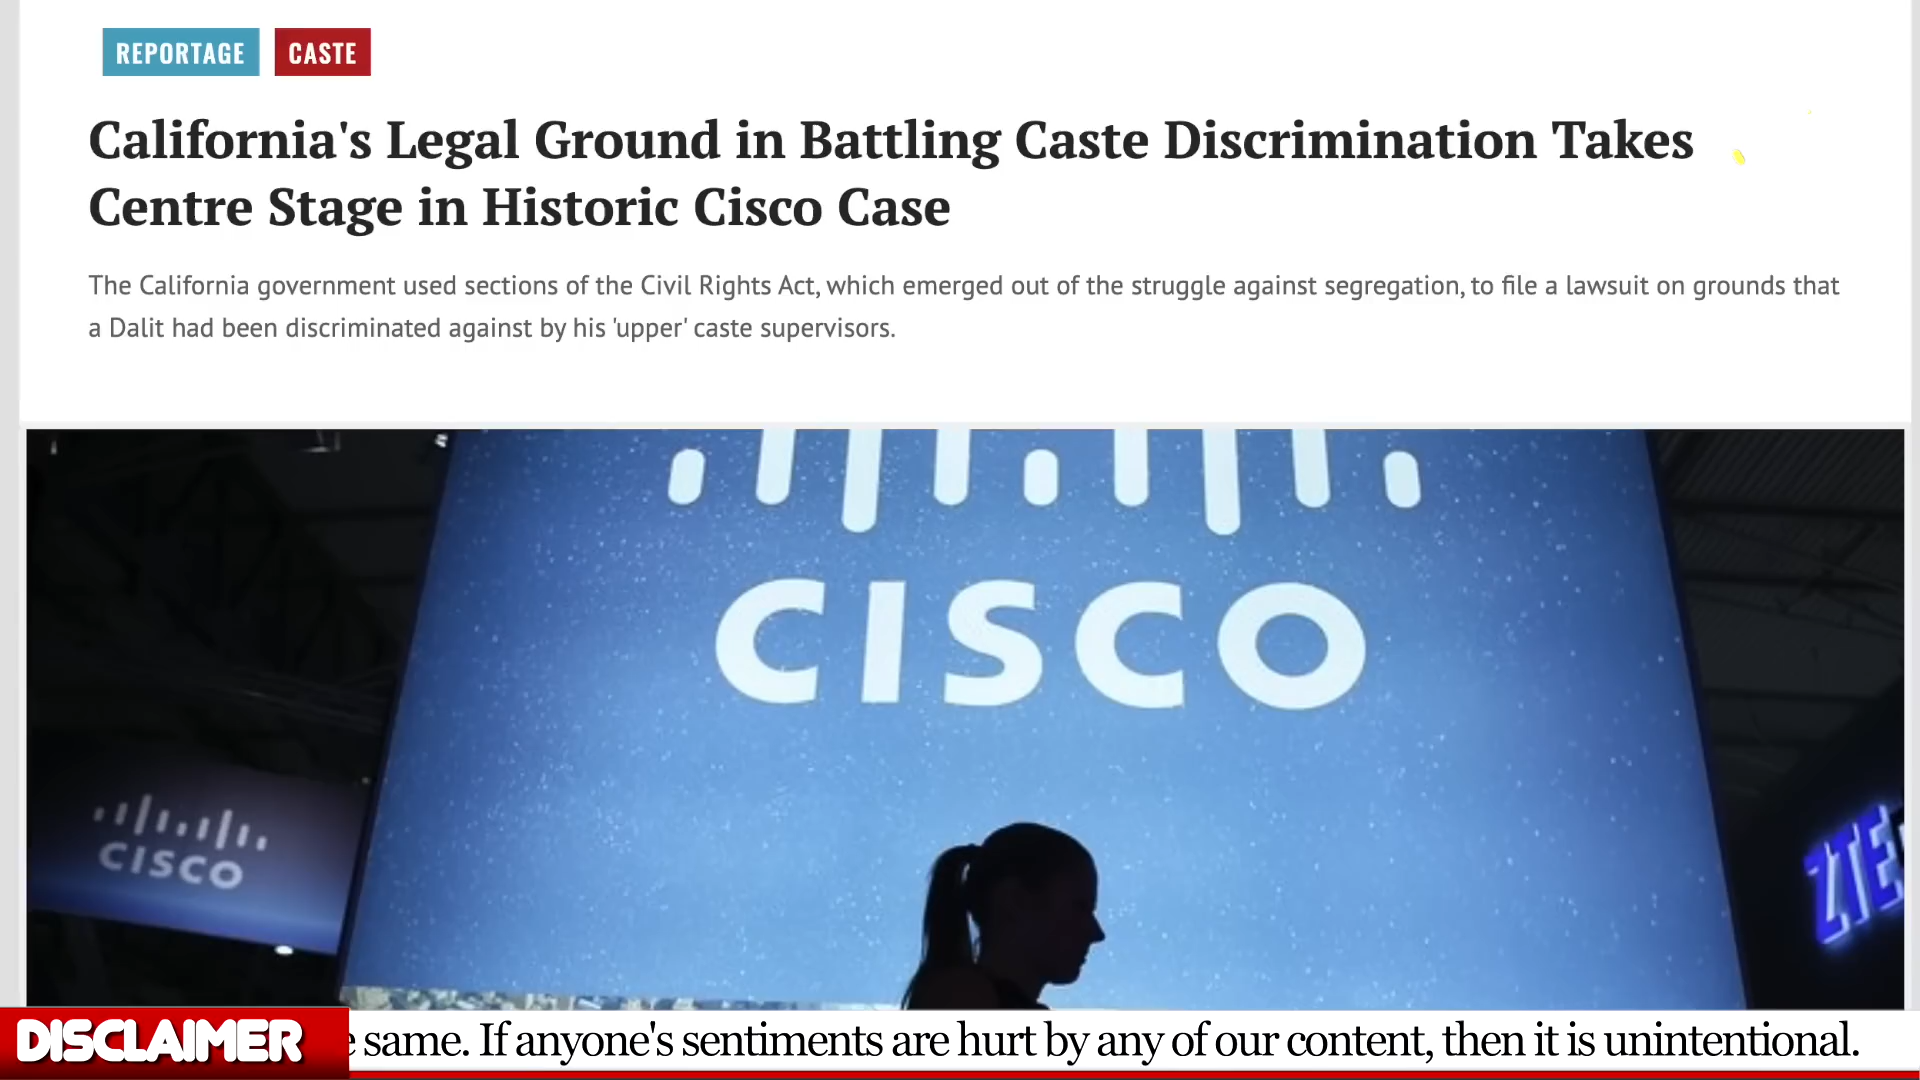 REPORTAGE CASTE
California's Legal Ground in Battling Caste Discrimination Takes
Centre Stage in Historic Cisco Case
The California government used sections of the Civil Rights Act, which emerged out of the struggle against segregation, to file a lawsuit on grounds that
a Dalit had been discriminated against by his 'upper' caste supervisors.
CISCO
CISCO
ZTE
DISCLAIMER
same. If anyone's sentiments are hurt by any of our content, then it is unintentional.